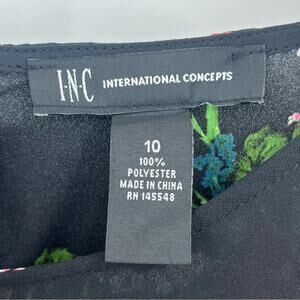 I·N·C INTERNATIONAL CONCEPTS
10
100%
POLYESTER
MADE IN CHINA
RN 145548